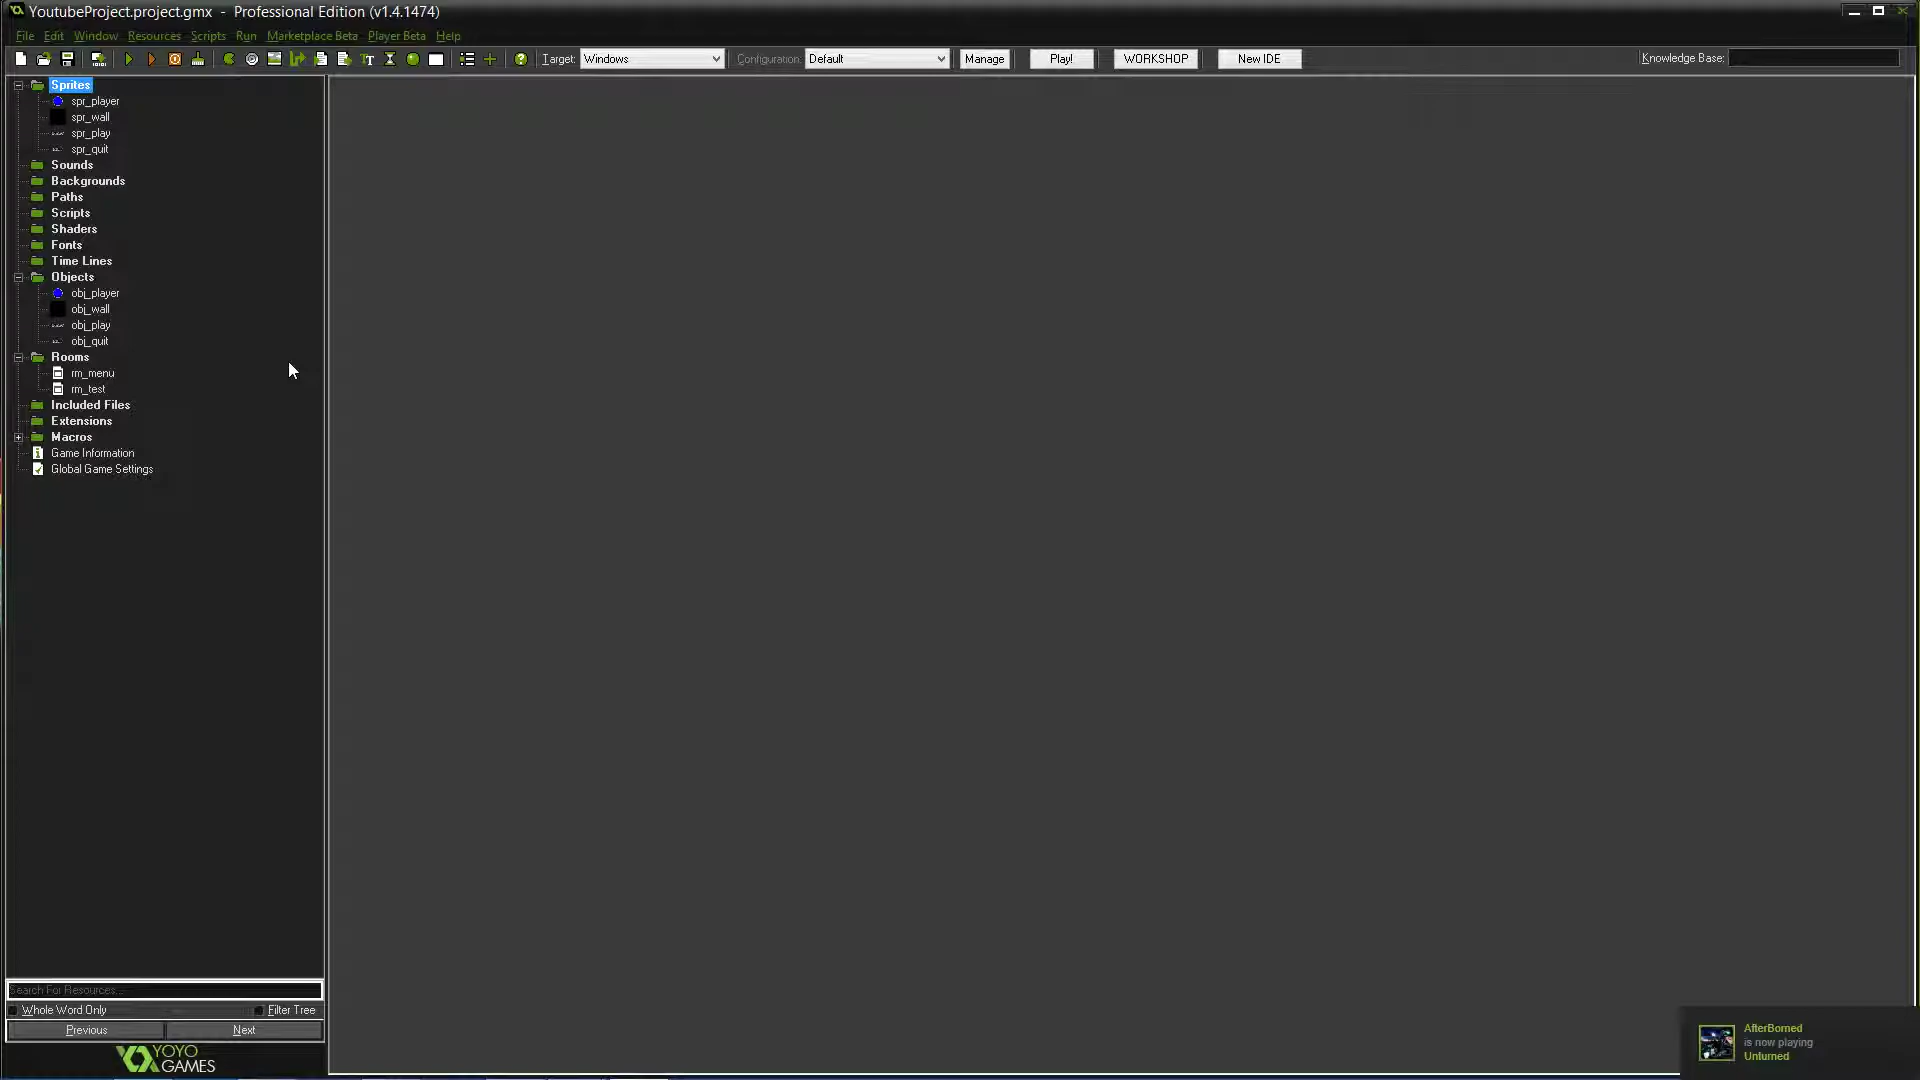 YoutubeProject.project.gmx - Professional Edition (v1.4.1474)
File Edit Window Resources Scripts Run Marketplace Beta Player Beta Help
Target: Windows Configuration: Default Manage Play! WORKSHOP New IDE Knowledge Base:
Sprites
spr_player
spr_wall
spr_play
spr_quit
Sounds
Backgrounds
Paths
Scripts
Shaders
Fonts
Time Lines
Objects
obj_player
obj_wall
obj_play
obj_quit
Rooms
rm_menu
rm_test
Included Files
Extensions
Macros
Game Information
Global Game Settings
Search For Resources...
Whole Word Only Filter Tree
Previous Next
YOYO
GAMES
AfterBorned
is now playing
Unturned